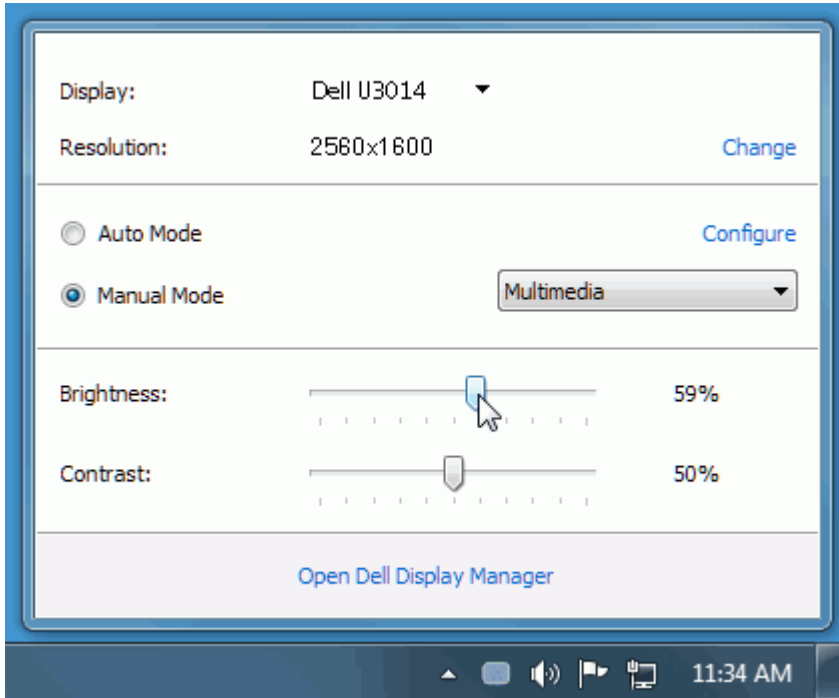 Display: Dell U3014
Resolution: 2560x1600 Change
Auto Mode Configure
Manual Mode Multimedia
Brightness: 59%
Contrast: 50%
Open Dell Display Manager
11:34 AM